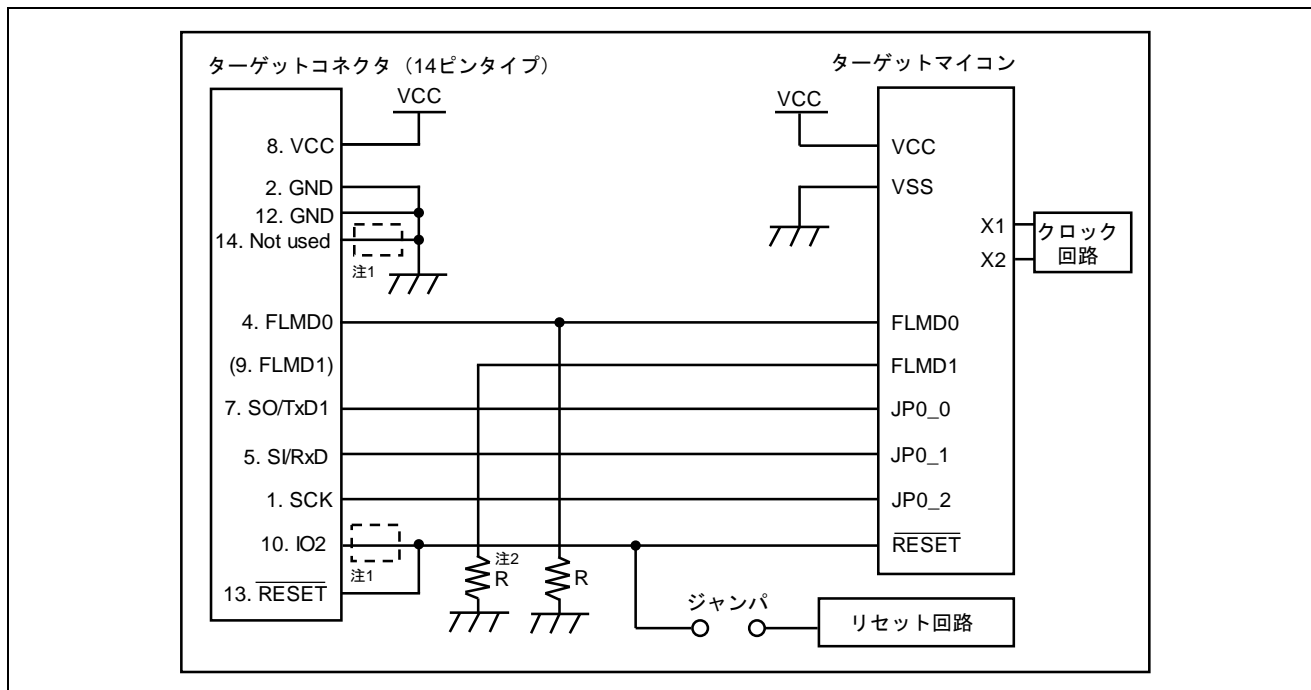 ターゲットコネクタ（14ピンタイプ）
VCC
8. VCC
2. GND
12. GND
14. Not used
注1
4. FLMD0
(9. FLMD1)
7. SO/TxD1
5. SI/RxD
1. SCK
10. IO2
注1
13. RESET
注2
R
R
ターゲットマイコン
VCC
VCC
VSS
X1
X2
クロック
回路
FLMD0
FLMD1
JP0_0
JP0_1
JP0_2
RESET
ジャンパ
リセット回路